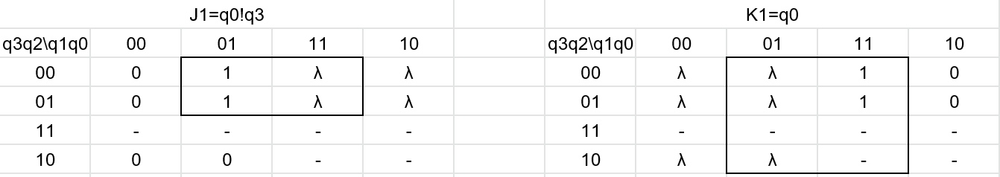 J1=q0!q3 K1=q0
q3q2\q1q0 00 01 11 10 q3q2\q1q0 00 01 11 10
00 0 1 λ λ 00 λ λ 1 0
01 0 1 λ λ 01 λ λ 1 0
11 - - - - 11 - - - -
10 0 0 - - 10 λ λ - -